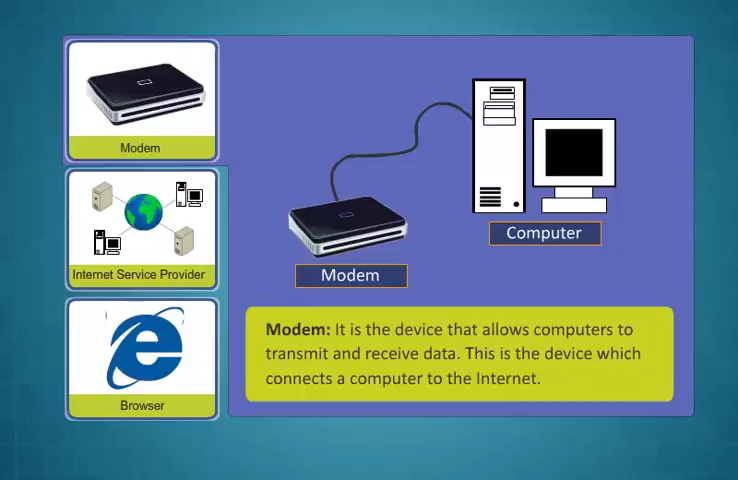 Modem
Internet Service Provider
Browser
Computer
Modem
Modem: It is the device that allows computers to
transmit and receive data. This is the device which
connects a computer to the Internet.